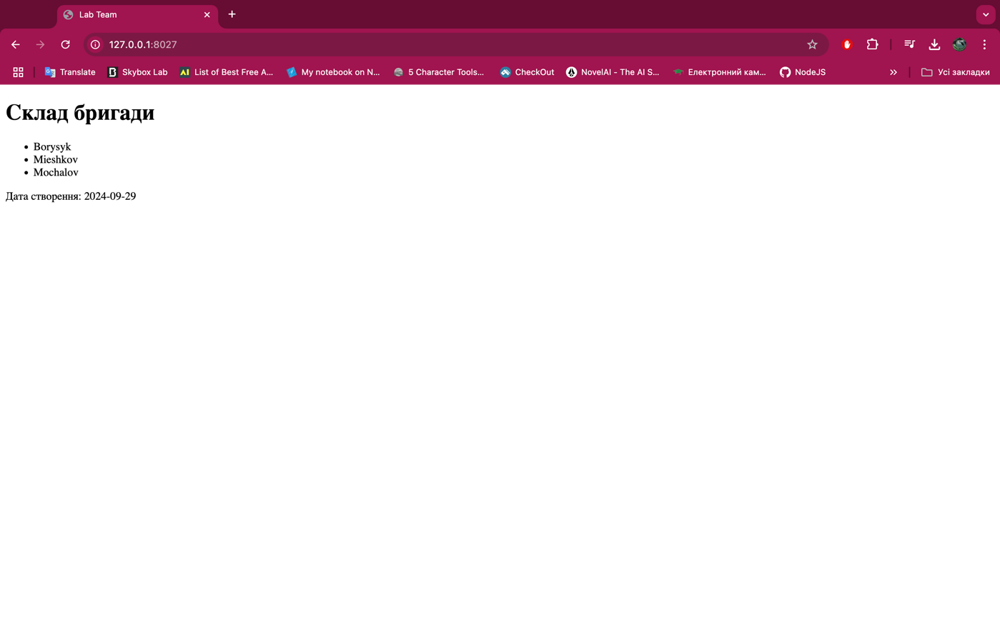 Lab Team
127.0.0.1:8027
Translate Skybox Lab List of Best Free A... My notebook on N... 5 Character Tools... CheckOut NovelAI - The AI S... Електронний кам... NodeJS Усі закладки
Склад бригади
Borysyk
Mieshkov
Mochalov
Дата створення: 2024-09-29